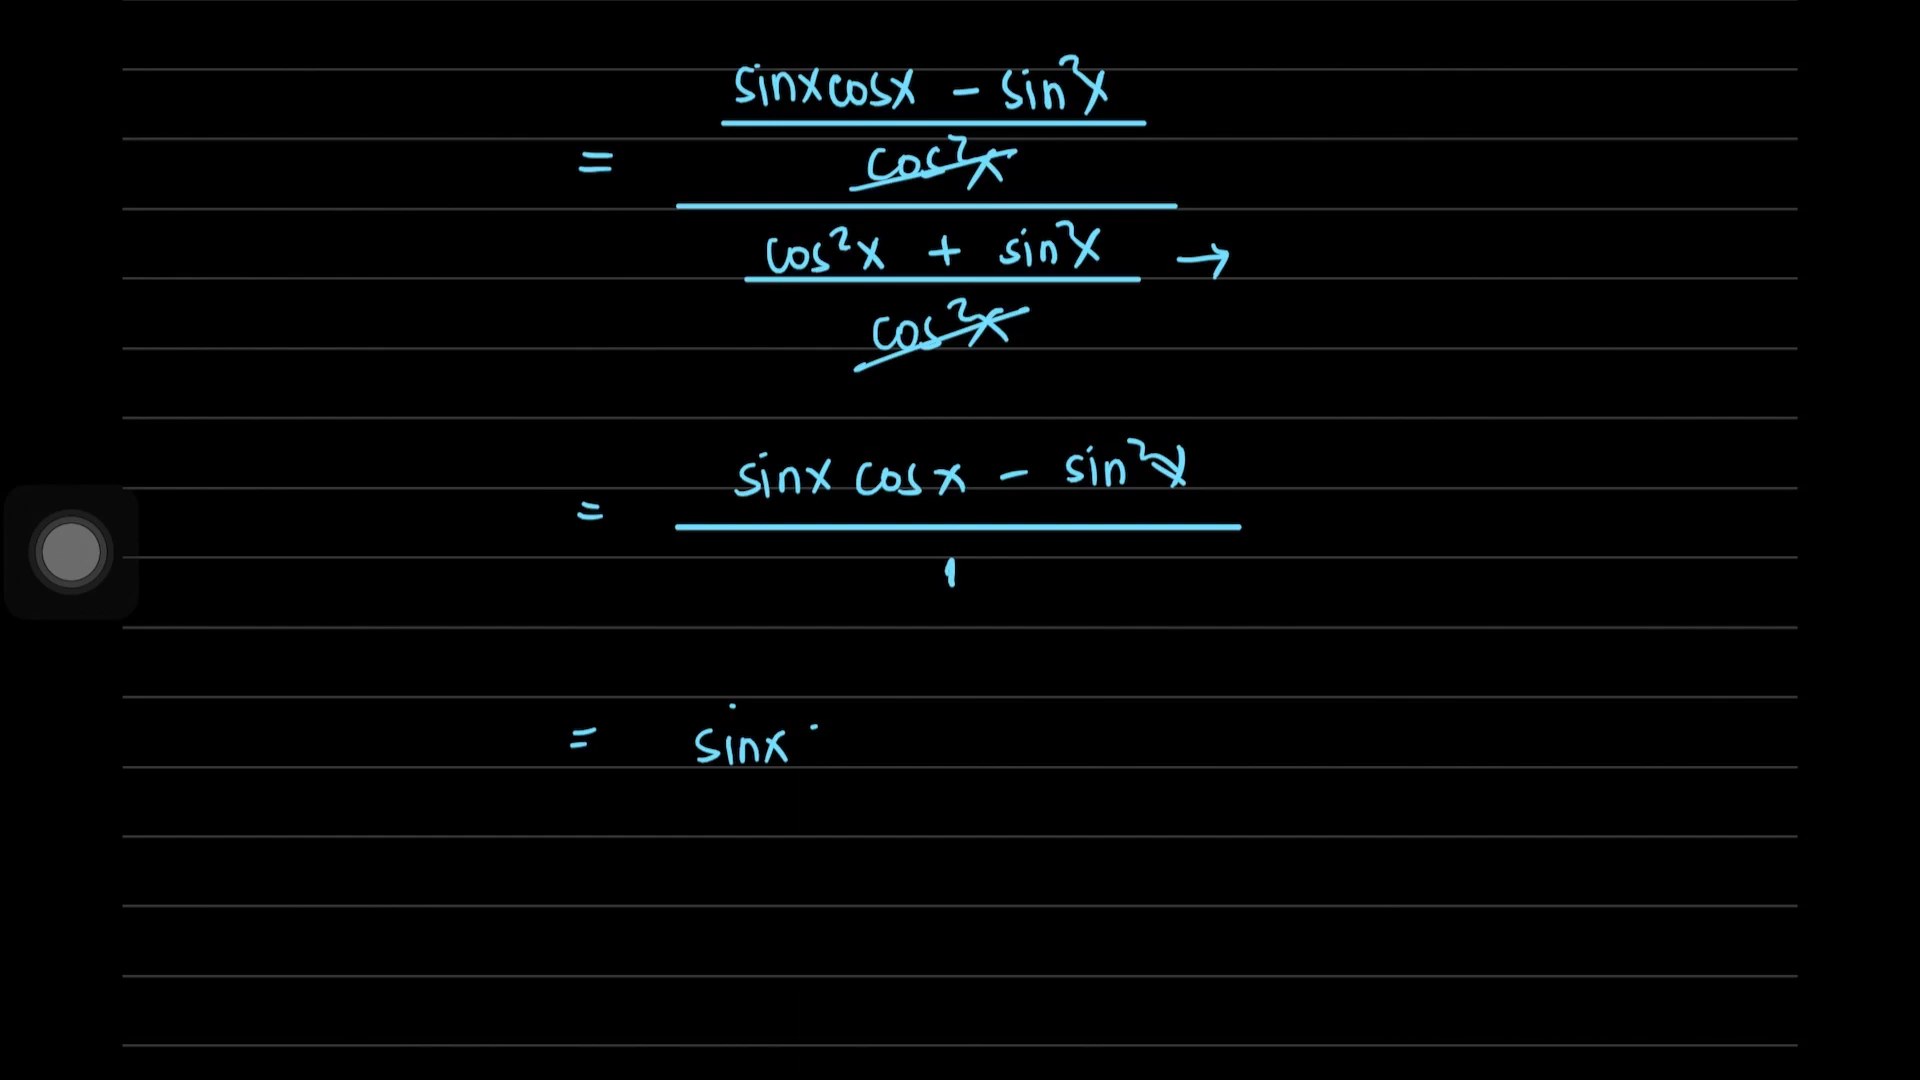 sinxcosx - sin²x
=
cos²x
cos²x + sin²x →
cos²x
sinx cosx - sin²x
=
1
= sinx